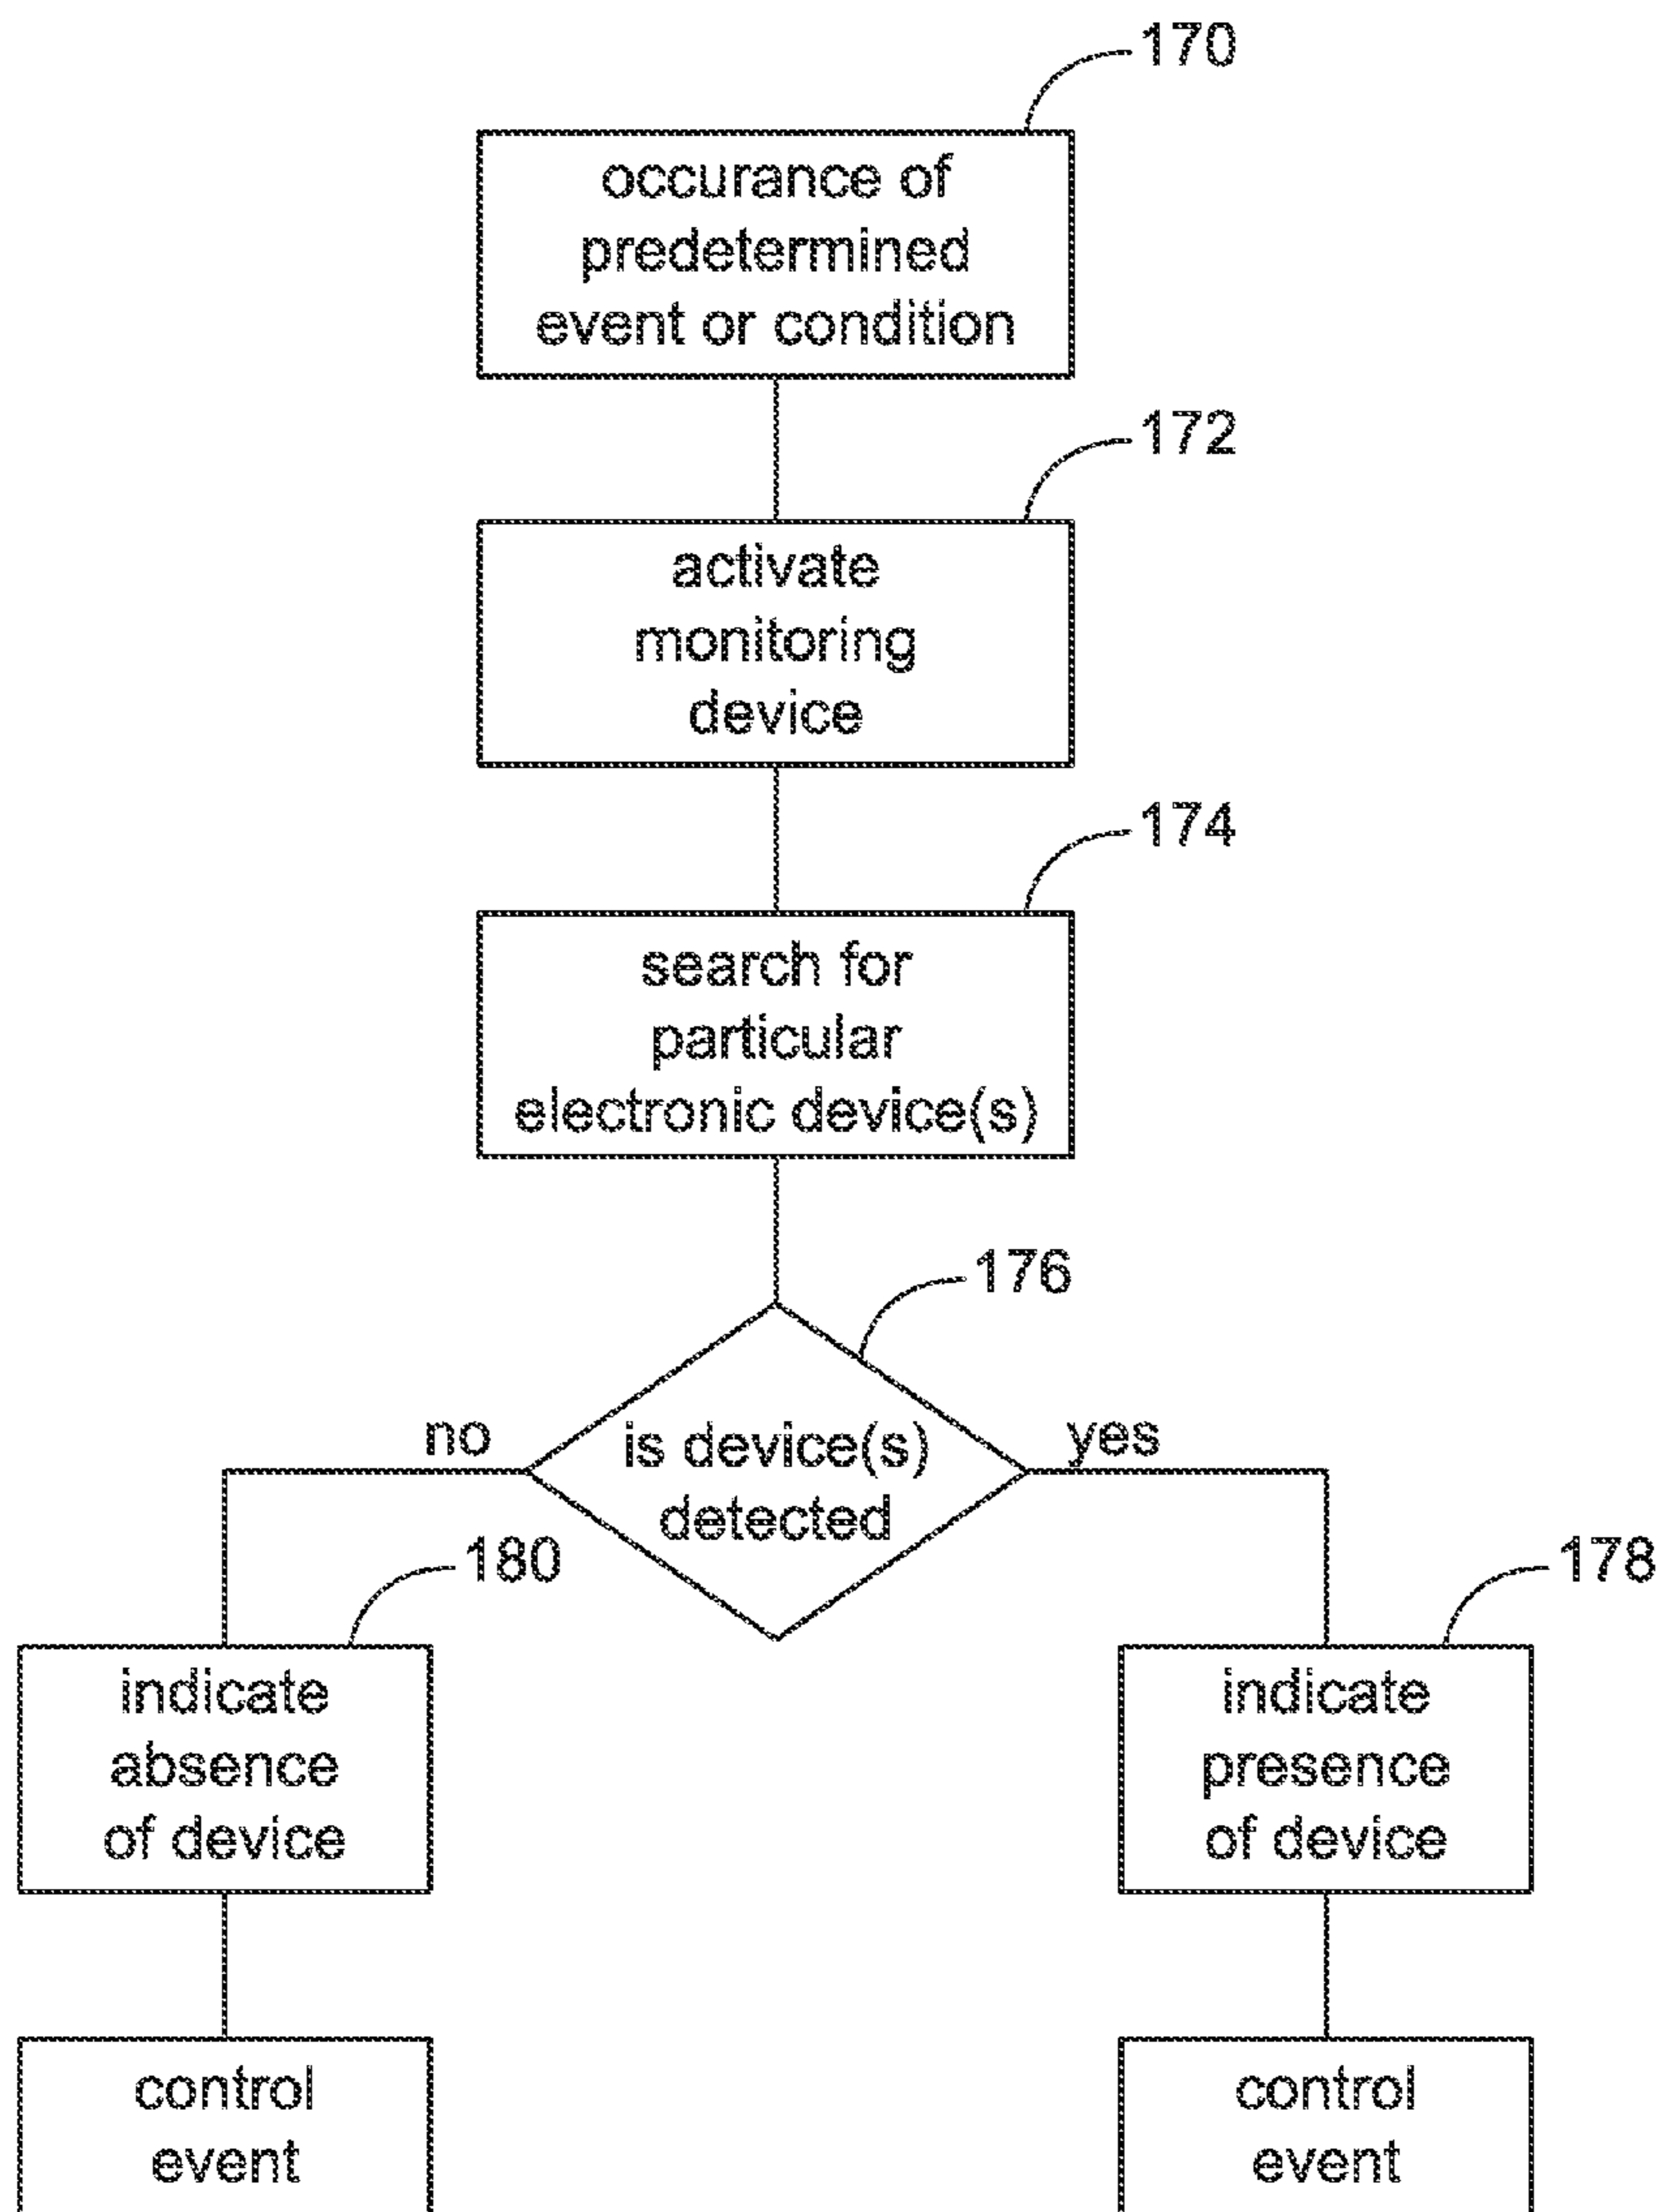 170
occurance of
predetermined
event or condition
172
activate
monitoring
device
174
search for
particular
electronic device(s)
176
no
is device(s)
detected
yes
180
178
indicate
absence
of device
indicate
presence
of device
control
event
control
event